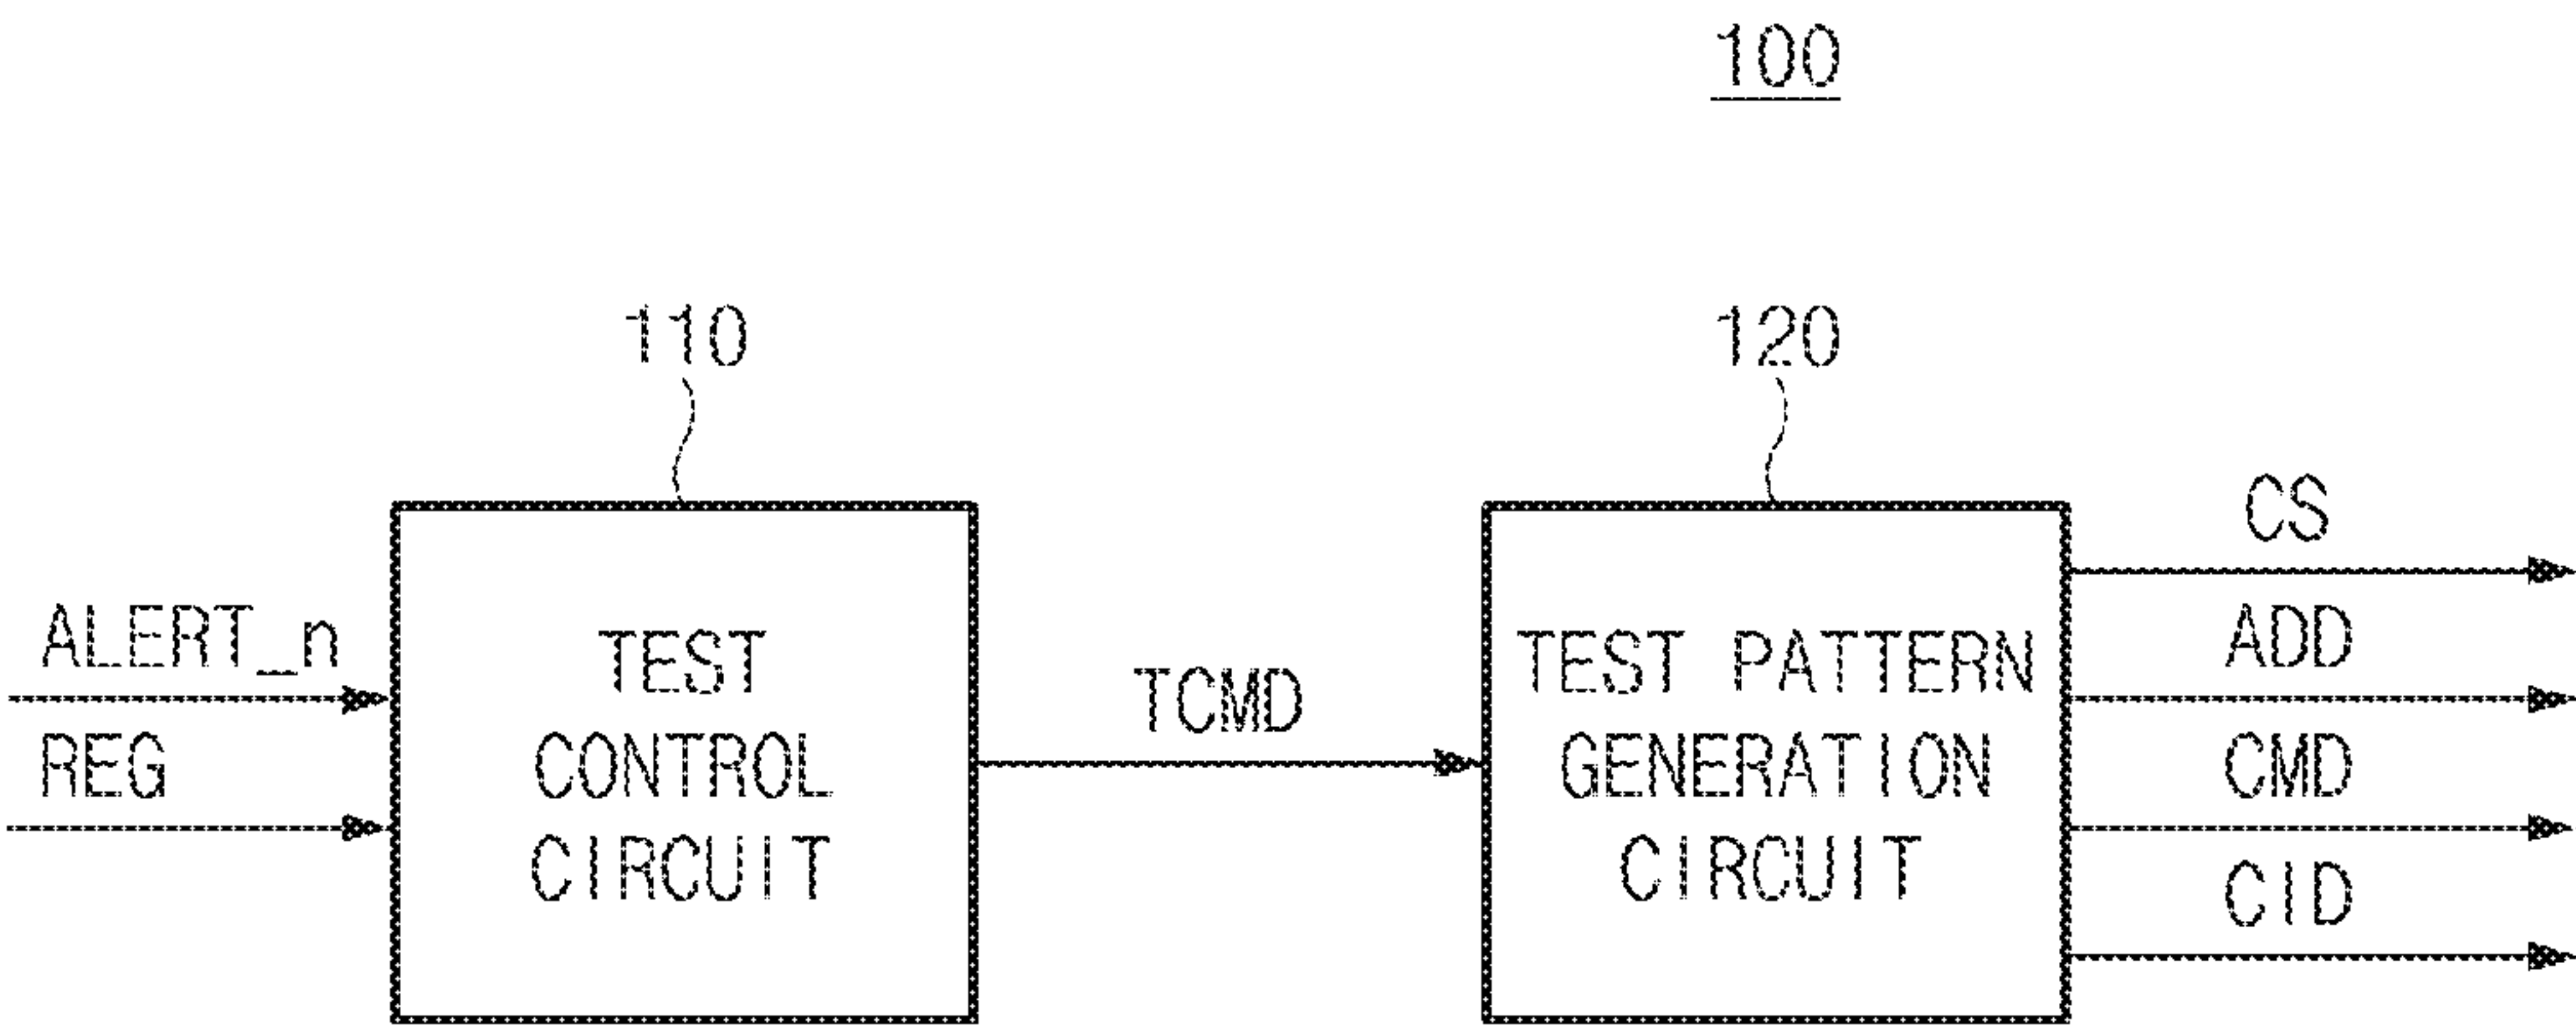 100
110
120
ALERT_n
REG
TEST
CONTROL
CIRCUIT
TCMD
TEST PATTERN
GENERATION
CIRCUIT
CS
ADD
CMD
CID